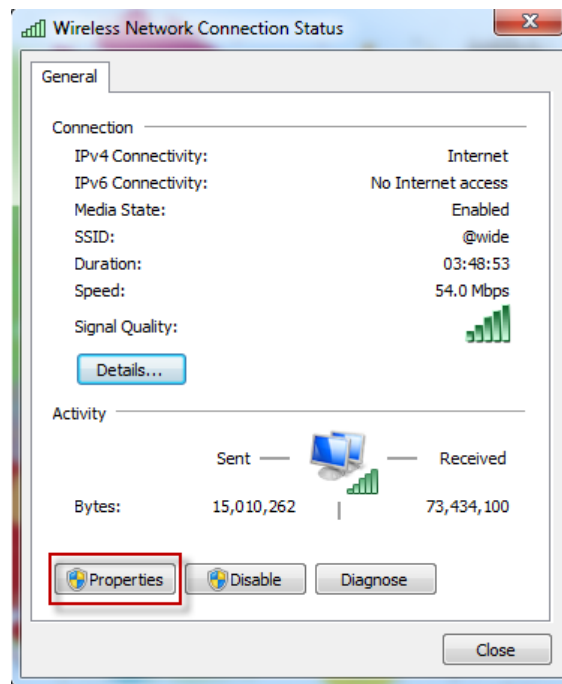 Wireless Network Connection Status
General
Connection
IPv4 Connectivity: Internet
IPv6 Connectivity: No Internet access
Media State: Enabled
SSID: @wide
Duration: 03:48:53
Speed: 54.0 Mbps
Signal Quality:
Details...
Activity
Sent Received
Bytes: 15,010,262 73,434,100
Properties Disable Diagnose
Close